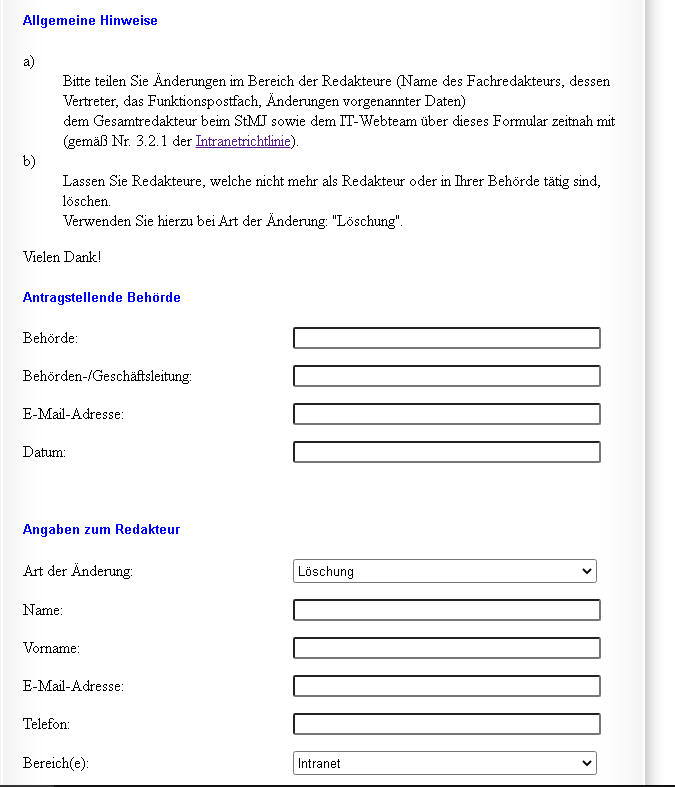 Allgemeine Hinweise
a)
Bitte teilen Sie Änderungen im Bereich der Redakteure (Name des Fachredakteurs, dessen
Vertreter, das Funktionspostfach, Änderungen vorgenannter Daten)
dem Gesamtredakteur beim StMJ sowie dem IT-Webteam über dieses Formular zeitnah mit
(gemäß Nr. 3.2.1 der Intranetrichtlinie).
b)
Lassen Sie Redakteure, welche nicht mehr als Redakteur oder in Ihrer Behörde tätig sind,
löschen.
Verwenden Sie hierzu bei Art der Änderung: "Löschung".
Vielen Dank!
Antragstellende Behörde
Behörde:
Behörden-/Geschäftsleitung:
E-Mail-Adresse:
Datum:
Angaben zum Redakteur
Art der Änderung: Löschung
Name:
Vorname:
E-Mail-Adresse:
Telefon:
Bereich(e): Intranet